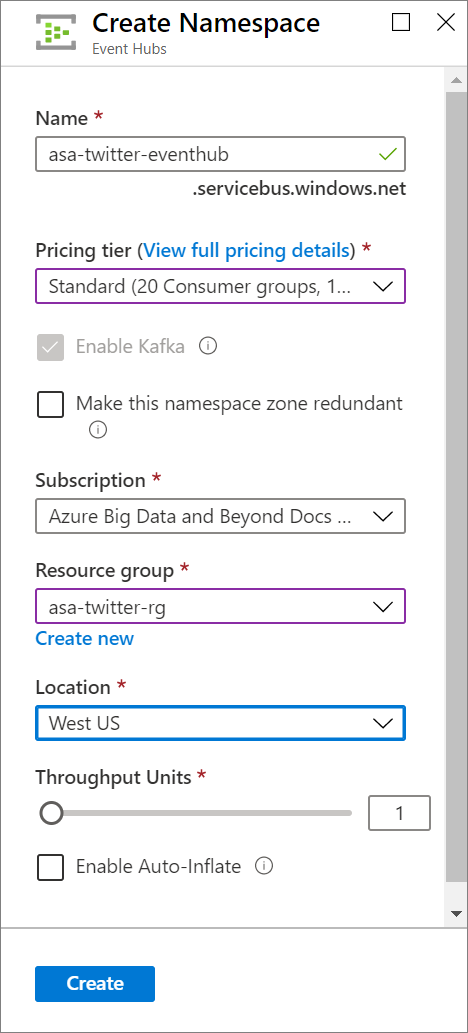 Create Namespace
Event Hubs
Name *
asa-twitter-eventhub
.servicebus.windows.net
Pricing tier (View full pricing details) *
Standard (20 Consumer groups, 1...
Enable Kafka
Make this namespace zone redundant
Subscription *
Azure Big Data and Beyond Docs ...
Resource group *
asa-twitter-rg
Create new
Location *
West US
Throughput Units *
1
Enable Auto-Inflate
Create